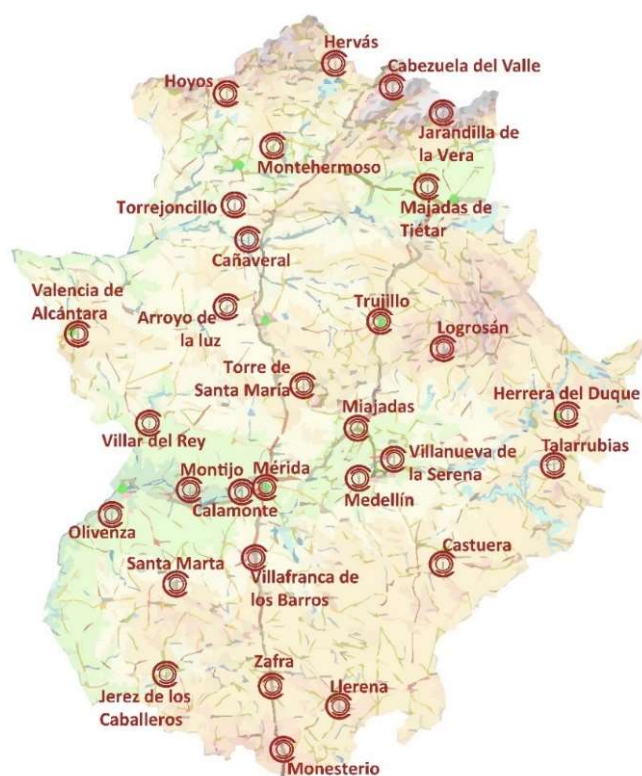 Hervás
Cabezuela del Valle
Hoyos
Jarandilla de
la Vera
Montehermoso
Torrejoncillo
Majadas de
Tiétar
Cañaveral
Valencia de
Alcántara
Arroyo de
la luz
Trujillo
Logrosán
Torre de
Santa María
Herrera del Duque
Miajadas
Villar del Rey
Villanueva de
la Serena
Talarrubias
Montijo
Mérida
Calamonte
Medellín
Olivenza
Santa Marta
Villafranca de
los Barros
Castuera
Zafra
Jerez de los
Caballeros
Llerena
Monesterio